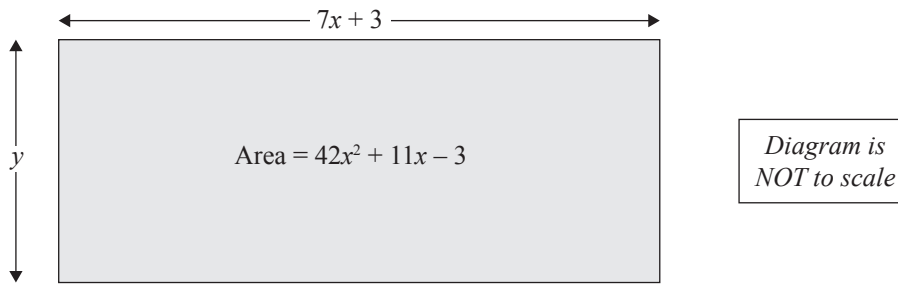 7x + 3
y
Area = 42x² + 11x – 3
Diagram is
NOT to scale